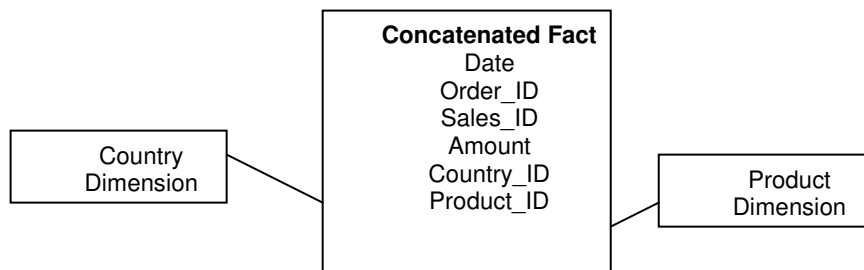 Concatenated Fact
Date
Order_ID
Sales_ID
Amount
Country_ID
Product_ID
Country
Dimension
Product
Dimension